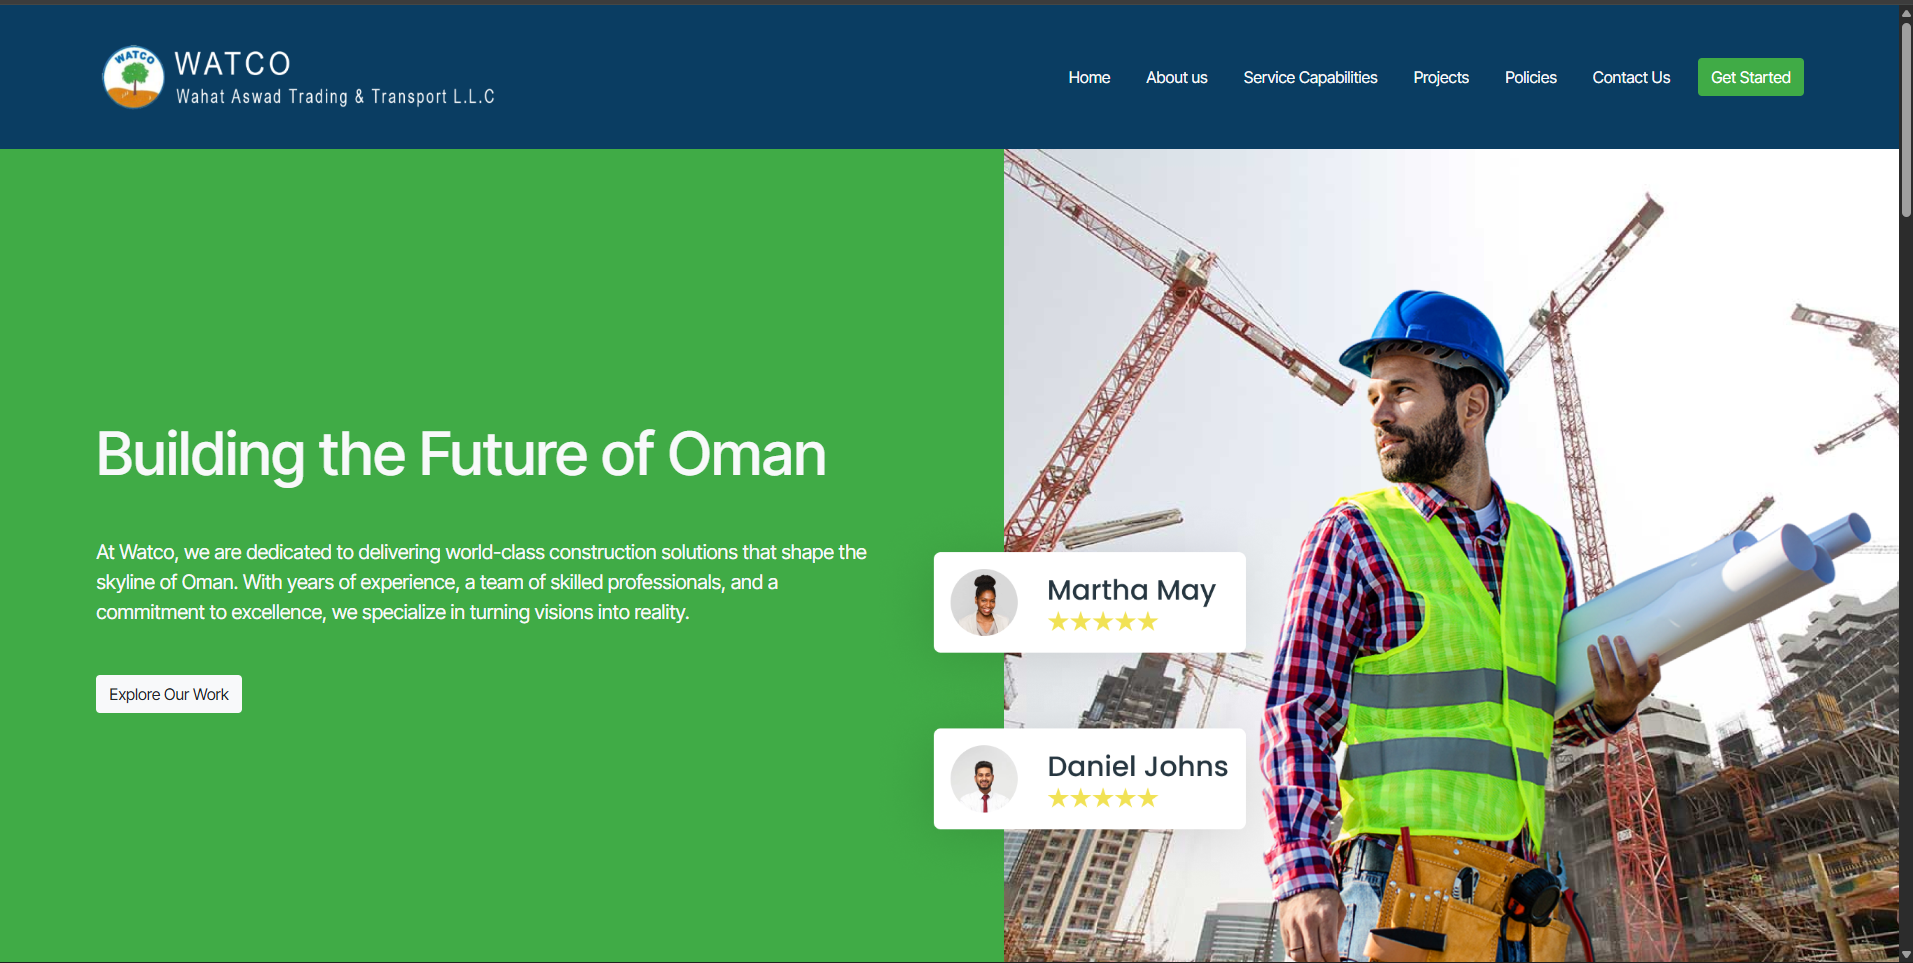 WATCO
WATCO
Wahat Aswad Trading & Transport L.L.C
Home
About us
Service Capabilities
Projects
Policies
Contact Us
Get Started
Building the Future of Oman
At Watco, we are dedicated to delivering world-class construction solutions that shape the
skyline of Oman. With years of experience, a team of skilled professionals, and a
commitment to excellence, we specialize in turning visions into reality.
Explore Our Work
Martha May
Daniel Johns